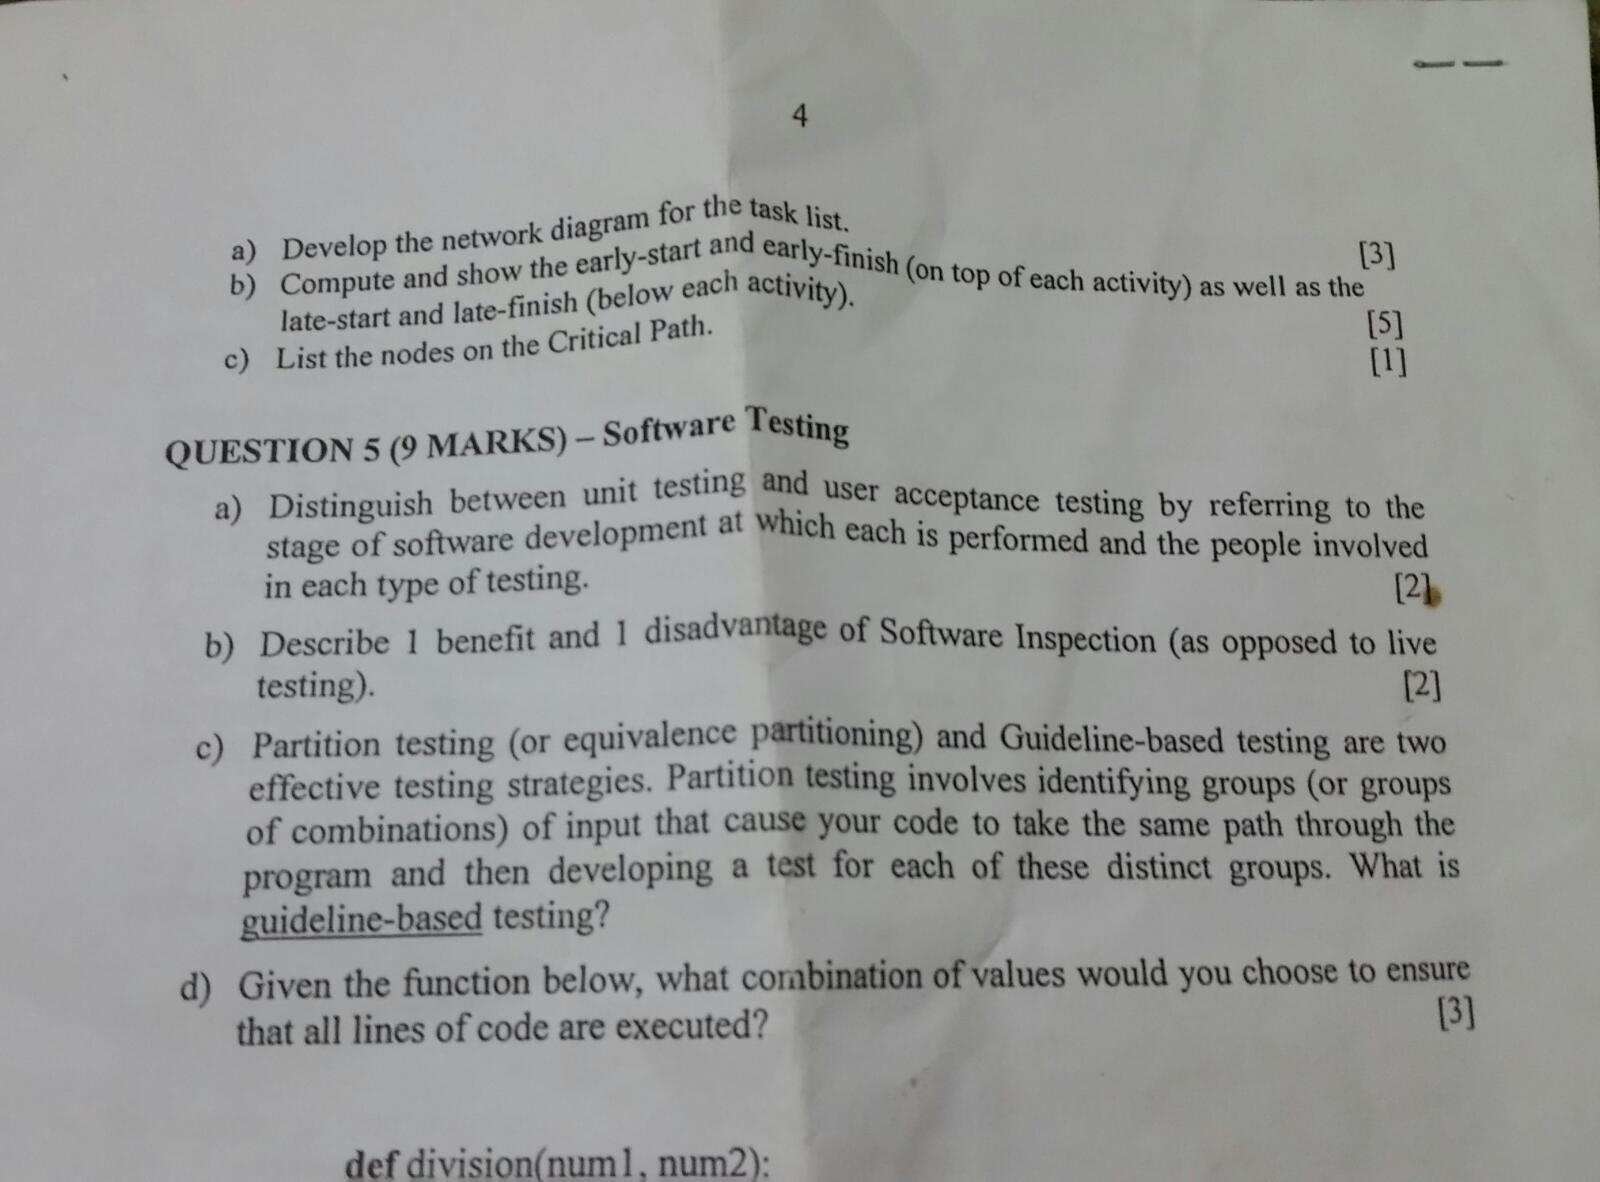 4
a) Develop the network diagram for the task list.
[3]
b) Compute and show the early-start and early-finish (on top of each activity) as well as the
late-start and late-finish (below each activity).
[5]
c) List the nodes on the Critical Path.
[1]
QUESTION 5 (9 MARKS) – Software Testing
a) Distinguish between unit testing and user acceptance testing by referring to the
stage of software development at which each is performed and the people involved
in each type of testing.
[2]
b) Describe 1 benefit and 1 disadvantage of Software Inspection (as opposed to live
testing).
[2]
c) Partition testing (or equivalence partitioning) and Guideline-based testing are two
effective testing strategies. Partition testing involves identifying groups (or groups
of combinations) of input that cause your code to take the same path through the
program and then developing a test for each of these distinct groups. What is
guideline-based testing?
d) Given the function below, what combination of values would you choose to ensure
that all lines of code are executed?
[3]
def division(num1, num2):